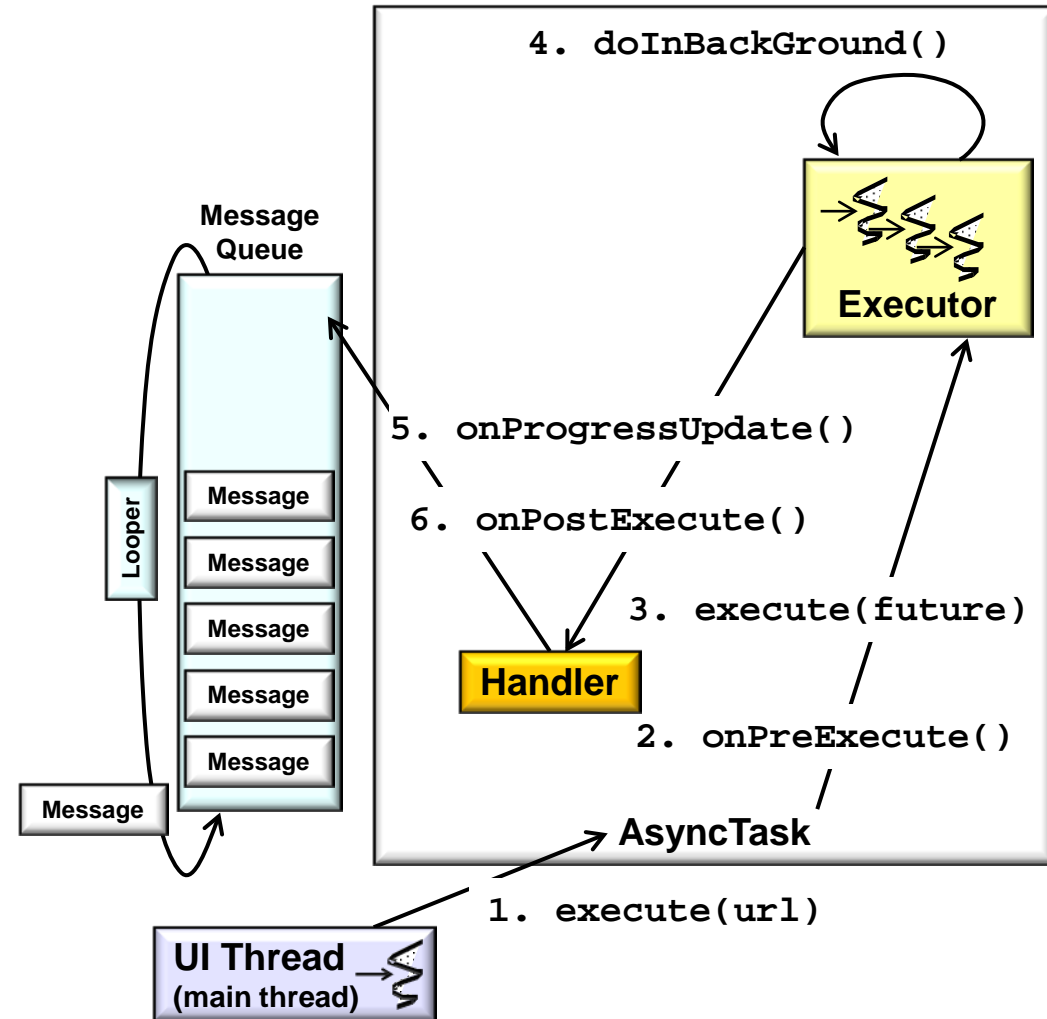 4. doInBackGround()
Message
Queue
Executor
5. onProgressUpdate()
Looper
Message
6. onPostExecute()
Message
Message
3. execute(future)
Message
Handler
2. onPreExecute()
Message
Message
AsyncTask
1. execute(url)
UI Thread
(main thread)